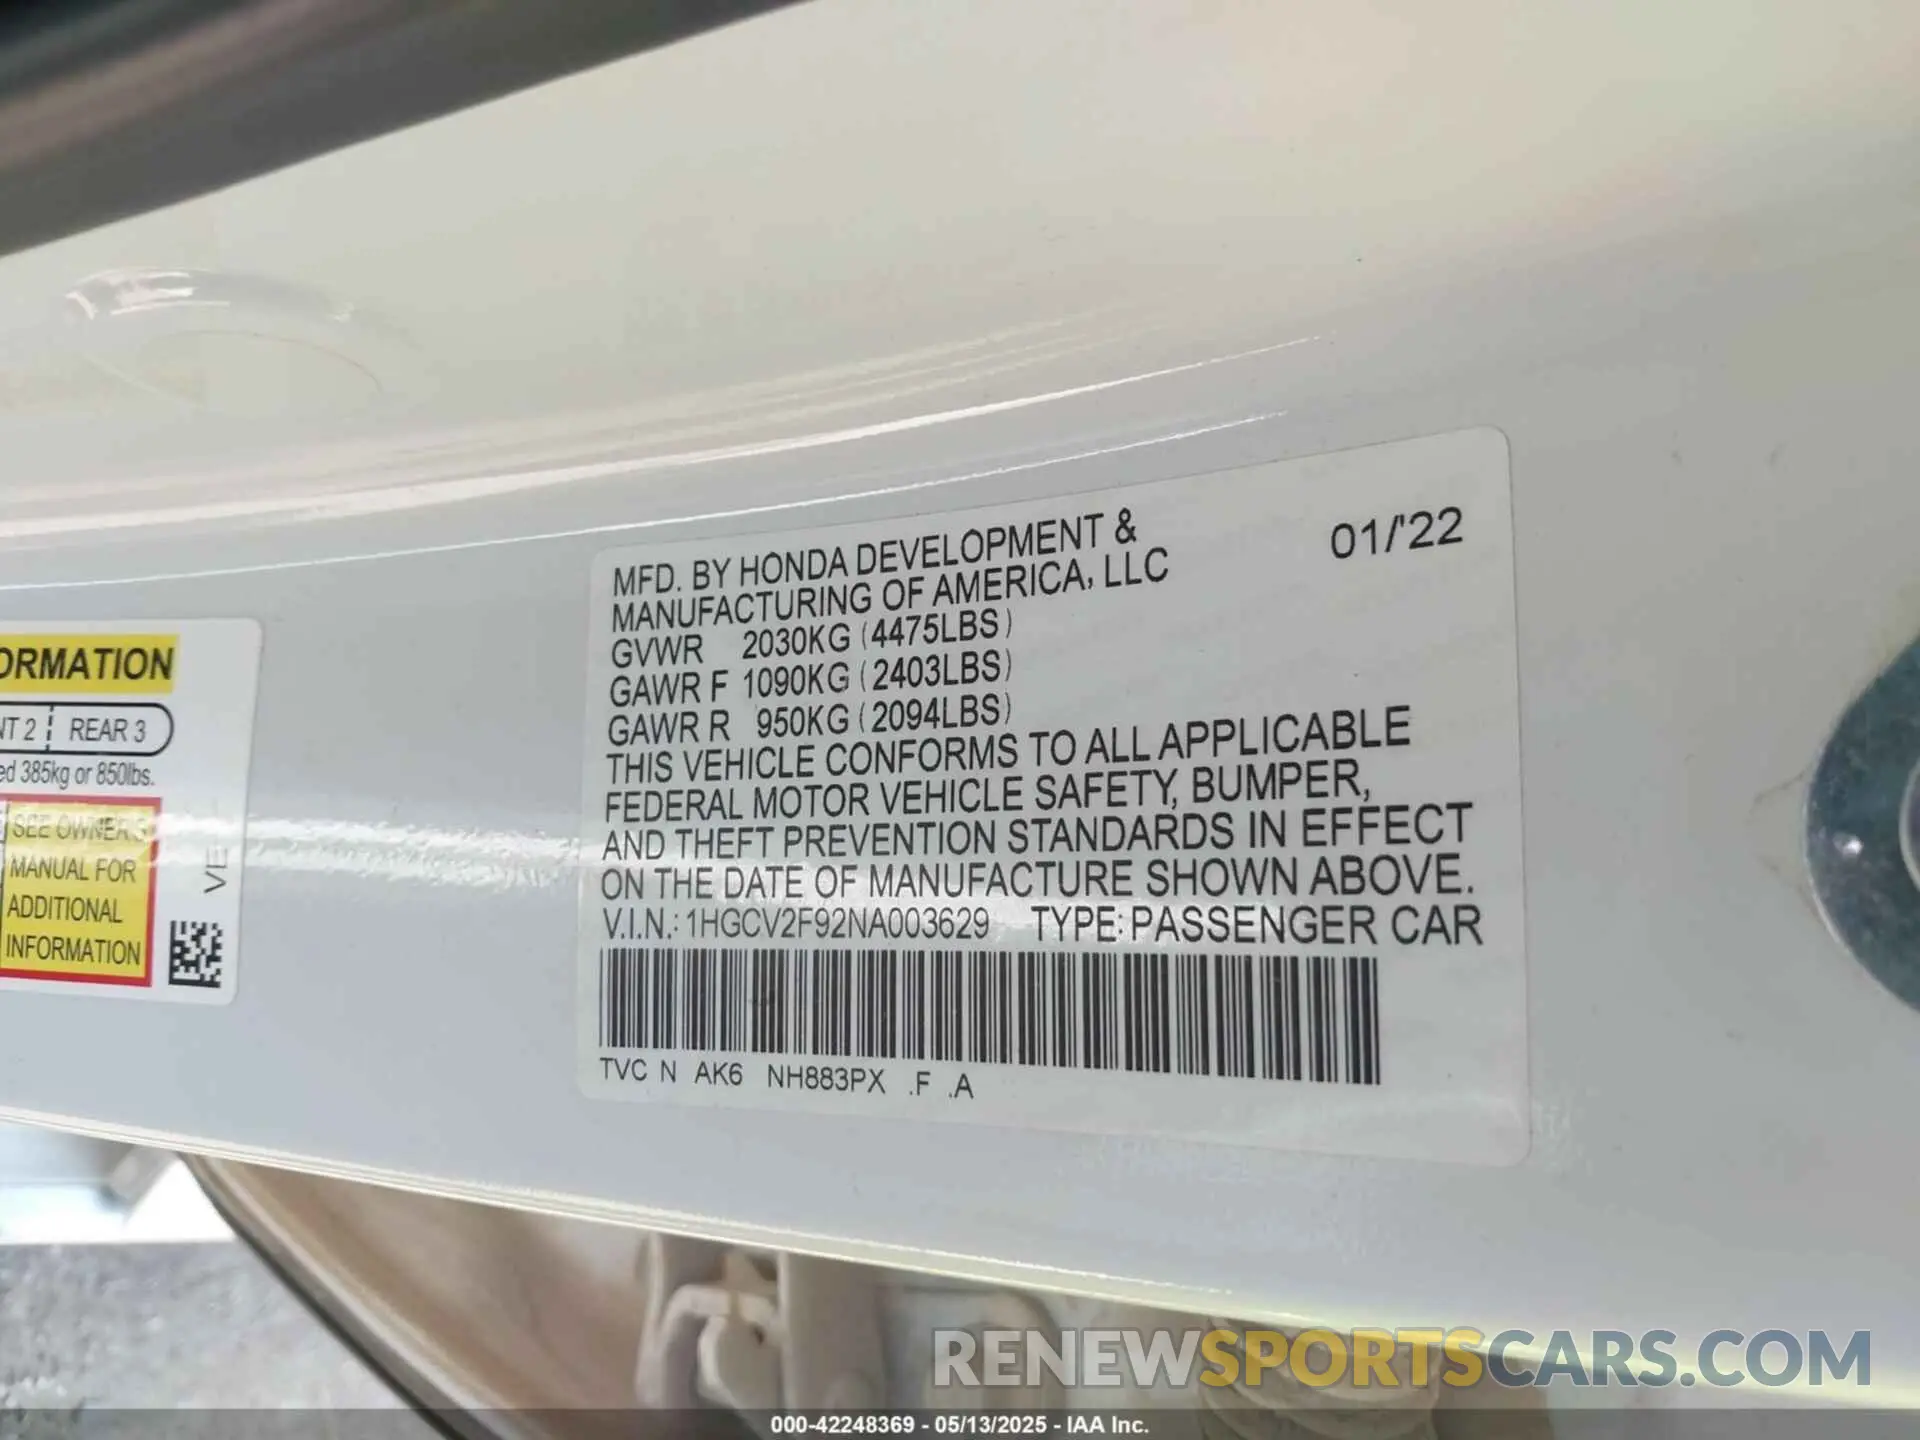 ORMATION
NT 2 REAR 3
ed 385kg or 850lbs.
SEE OWNER'S
MANUAL FOR
ADDITIONAL
INFORMATION
VE
MFD. BY HONDA DEVELOPMENT &
MANUFACTURING OF AMERICA, LLC
01/'22
GVWR 2030KG (4475LBS)
GAWR F 1090KG (2403LBS)
GAWR R 950KG (2094LBS)
THIS VEHICLE CONFORMS TO ALL APPLICABLE
FEDERAL MOTOR VEHICLE SAFETY, BUMPER,
AND THEFT PREVENTION STANDARDS IN EFFECT
ON THE DATE OF MANUFACTURE SHOWN ABOVE.
V.I.N.: 1HGCV2F92NA003629 TYPE: PASSENGER CAR
TVC N AK6 NH883PX .F .A
RENEWSPORTSCARS.COM
000-42248369 - 05/13/2025 - IAA Inc.